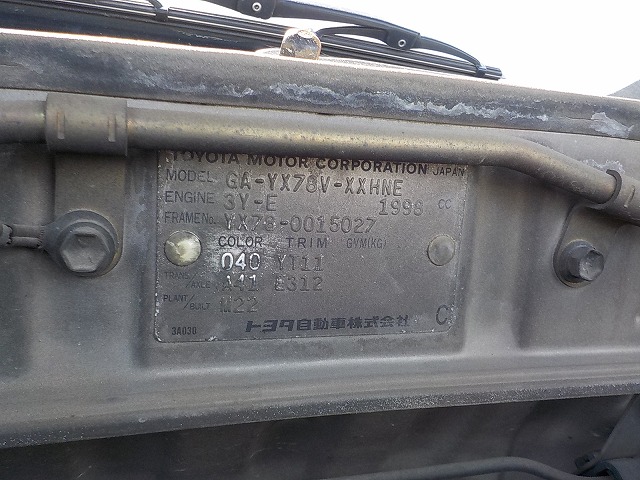 TOYOTA MOTOR CORPORATION JAPAN
MODEL GA-YX78V-XXHNE
ENGINE 3Y-E 1998 CC
FRAME No. YX78-0015027
COLOR TRIM GVM(KG)
040 YT11
TRANS./AXLE A41 E312
PLANT/BUILT M22
3A030 トヨタ自動車株式会社 C